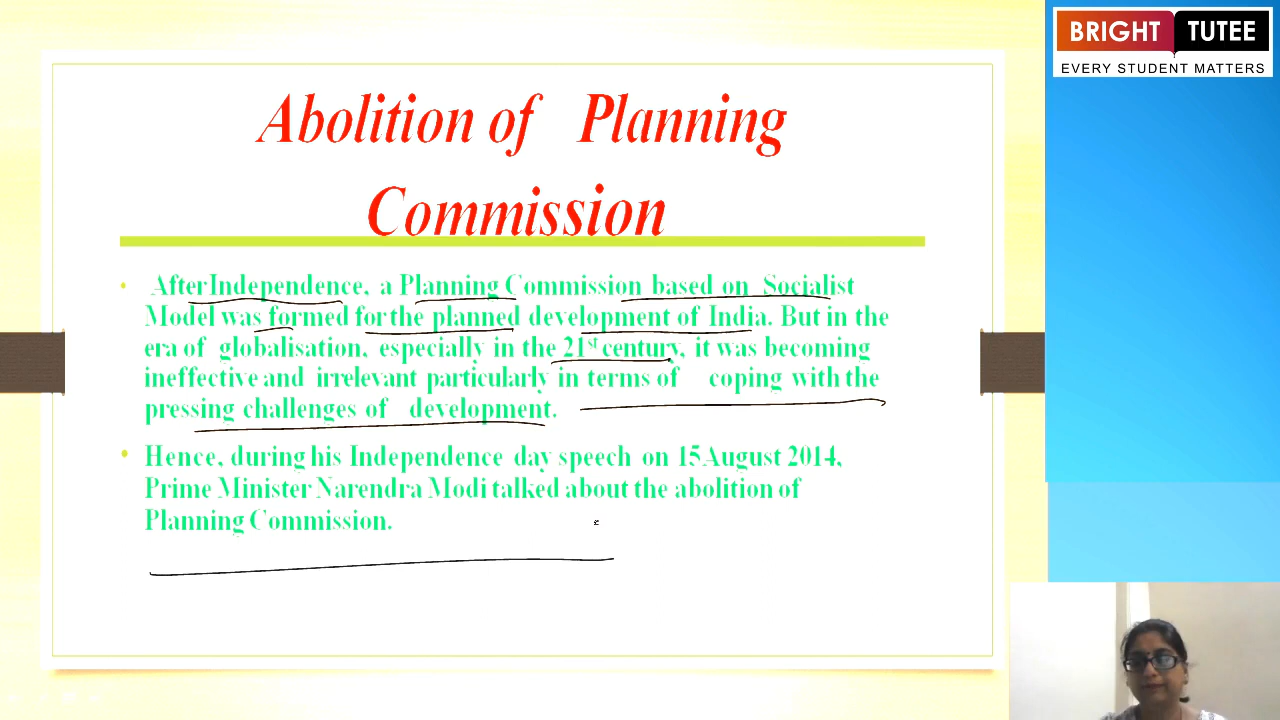 BRIGHT TUTEE
EVERY STUDENT MATTERS
Abolition of Planning
Commission
After Independence, a Planning Commission based on Socialist
Model was formed for the planned development of India. But in the
era of globalisation, especially in the 21st century, it was becoming
ineffective and irrelevant particularly in terms of coping with the
pressing challenges of development.
Hence, during his Independence day speech on 15 August 2014,
Prime Minister Narendra Modi talked about the abolition of
Planning Commission.